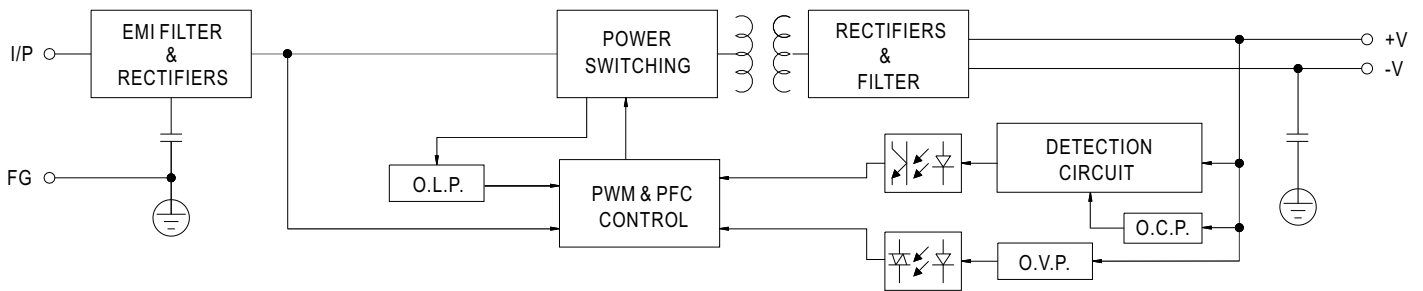 I/P
EMI FILTER
&
RECTIFIERS
POWER
SWITCHING
RECTIFIERS
&
FILTER
+V
-V
FG
O.L.P.
PWM & PFC
CONTROL
DETECTION
CIRCUIT
O.C.P.
O.V.P.